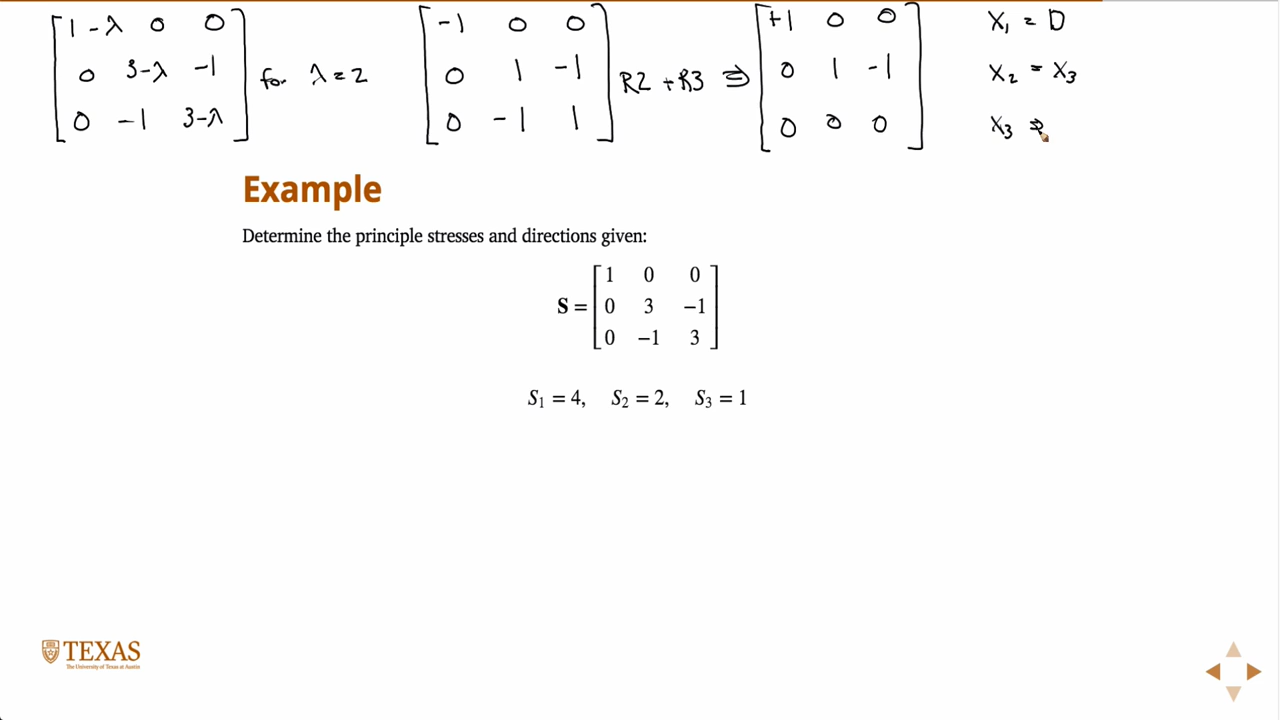 [1-λ 0 0] [-1 0 0] [+1 0 0] X₁ = 0
[0 3-λ -1] for λ = 2 [0 1 -1] R2 + R3 ⇒ [0 1 -1] X₂ = X₃
[0 -1 3-λ] [0 -1 1] [0 0 0] X₃
Example
Determine the principle stresses and directions given:
S = [1 0 0
0 3 −1
0 −1 3]
S₁ = 4, S₂ = 2, S₃ = 1
TEXAS
The University of Texas at Austin